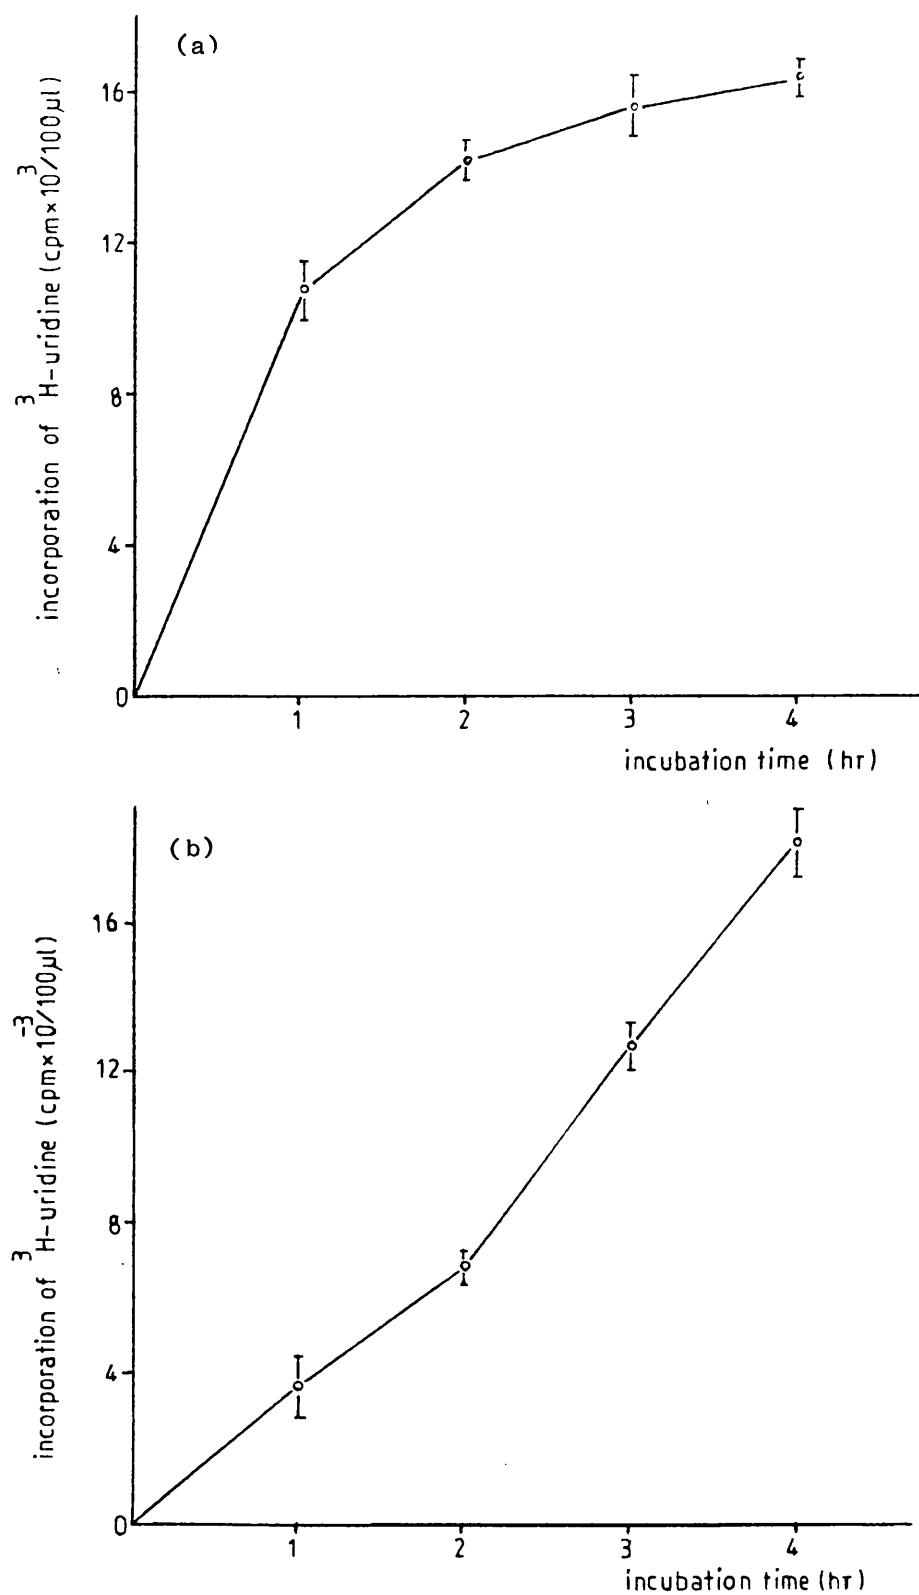 (a)
incorporation of ³H-uridine (cpm×10³/100μl)
16
12
8
4
0
1 2 3 4
incubation time (hr)
(b)
incorporation of ³H-uridine (cpm×10⁻³/100μl)
16
12
8
4
0
1 2 3 4
incubation time (hr)